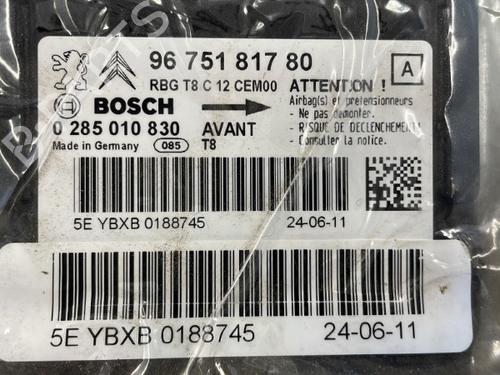 96 751 817 80
A
RBG T8 C 12 CEM00
ATTENTION !
BOSCH
Airbag(s) et pretensionneurs
- Ne pas demonter.
0 285 010 830
AVANT
- RISQUE DE DECLENCHEMENT
Made in Germany
085
T8
- Consulter la notice.
5E YBXB 0188745
24-06-11
5E YBXB 0188745
24-06-11